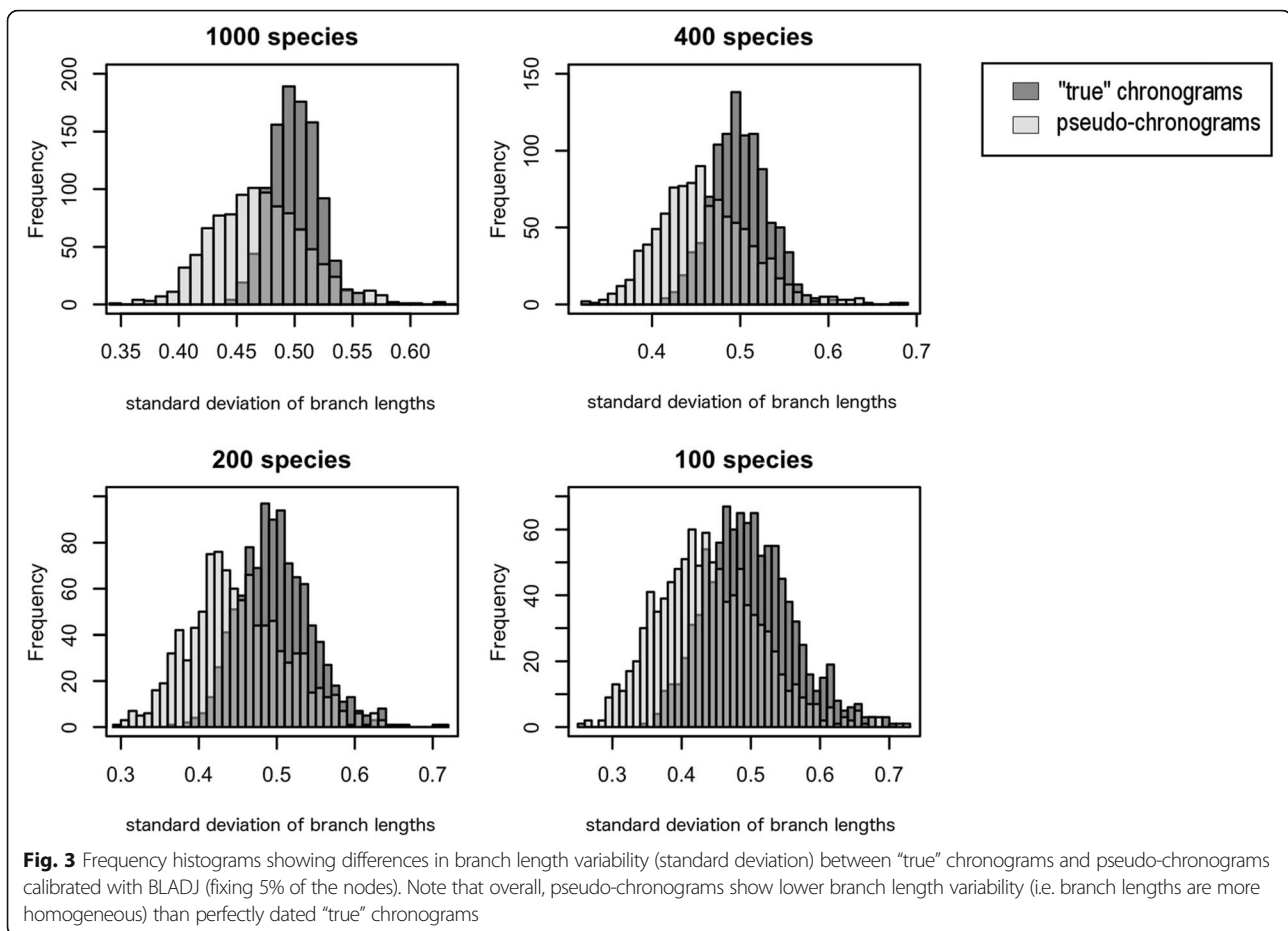 1000 species
Frequency
0 50 100 150 200
0.35 0.40 0.45 0.50 0.55 0.60
standard deviation of branch lengths
400 species
Frequency
0 50 100 150
0.4 0.5 0.6 0.7
standard deviation of branch lengths
"true" chronograms
pseudo-chronograms
200 species
Frequency
0 20 40 60 80
0.3 0.4 0.5 0.6 0.7
standard deviation of branch lengths
100 species
Frequency
0 20 40 60
0.3 0.4 0.5 0.6 0.7
standard deviation of branch lengths
Fig. 3 Frequency histograms showing differences in branch length variability (standard deviation) between “true” chronograms and pseudo-chronograms
calibrated with BLADJ (fixing 5% of the nodes). Note that overall, pseudo-chronograms show lower branch length variability (i.e. branch lengths are more
homogeneous) than perfectly dated “true” chronograms